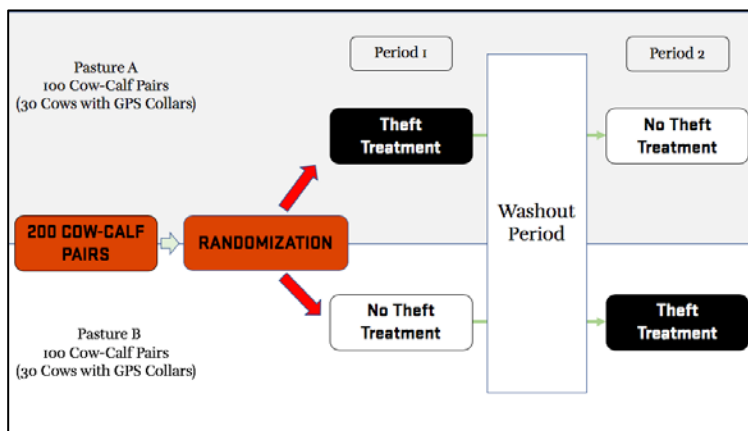 Pasture A
100 Cow-Calf Pairs
(30 Cows with GPS Collars)
Period 1
Period 2
Theft
Treatment
No Theft
Treatment
200 COW-CALF
PAIRS
RANDOMIZATION
Washout
Period
Pasture B
100 Cow-Calf Pairs
(30 Cows with GPS Collars)
No Theft
Treatment
Theft
Treatment